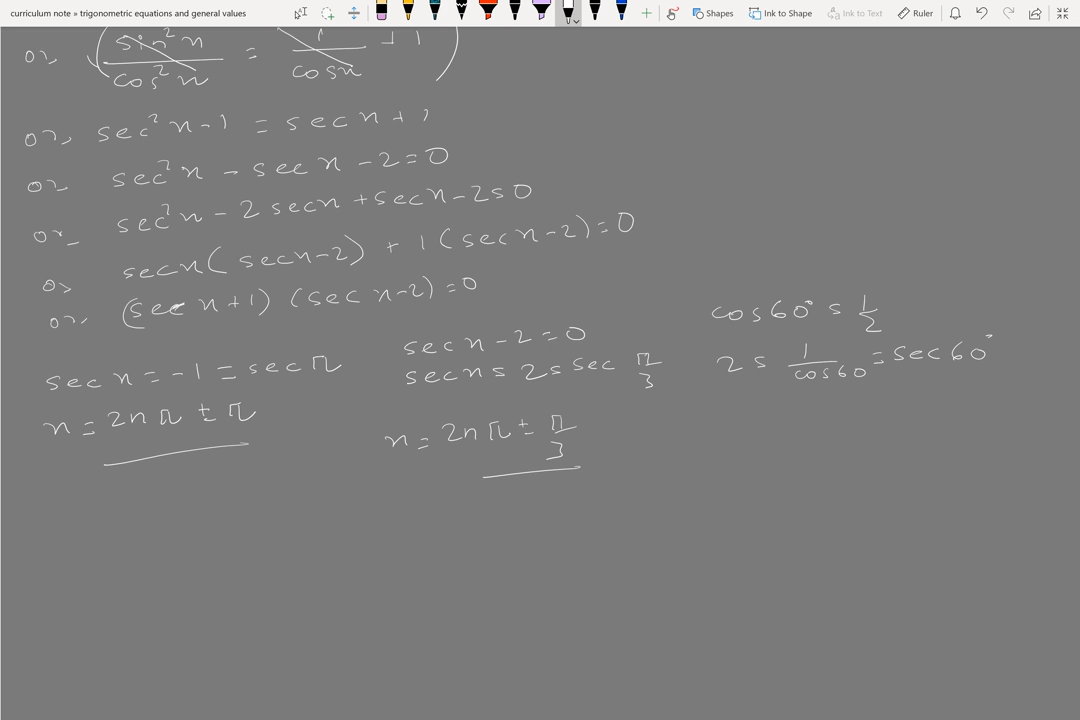 curriculum note » trigonometric equations and general values
Shapes Ink to Shape Ink to Text Ruler
or, (sin²x/cos²x = 1/cosx + 1)
or, sec²x-1 = secx+1
or sec²x - secx - 2=0
or sec²x - 2 secx + secx - 2=0
or secx(secx-2) + 1(secx-2)=0
or, (secx+1) (secx-2)=0
cos60° = 1/2
secx-2=0
secx = -1 = secπ
secx = 2 = sec π/3
2 = 1/cos60 = sec60°
x = 2nπ ± π
x = 2nπ ± π/3